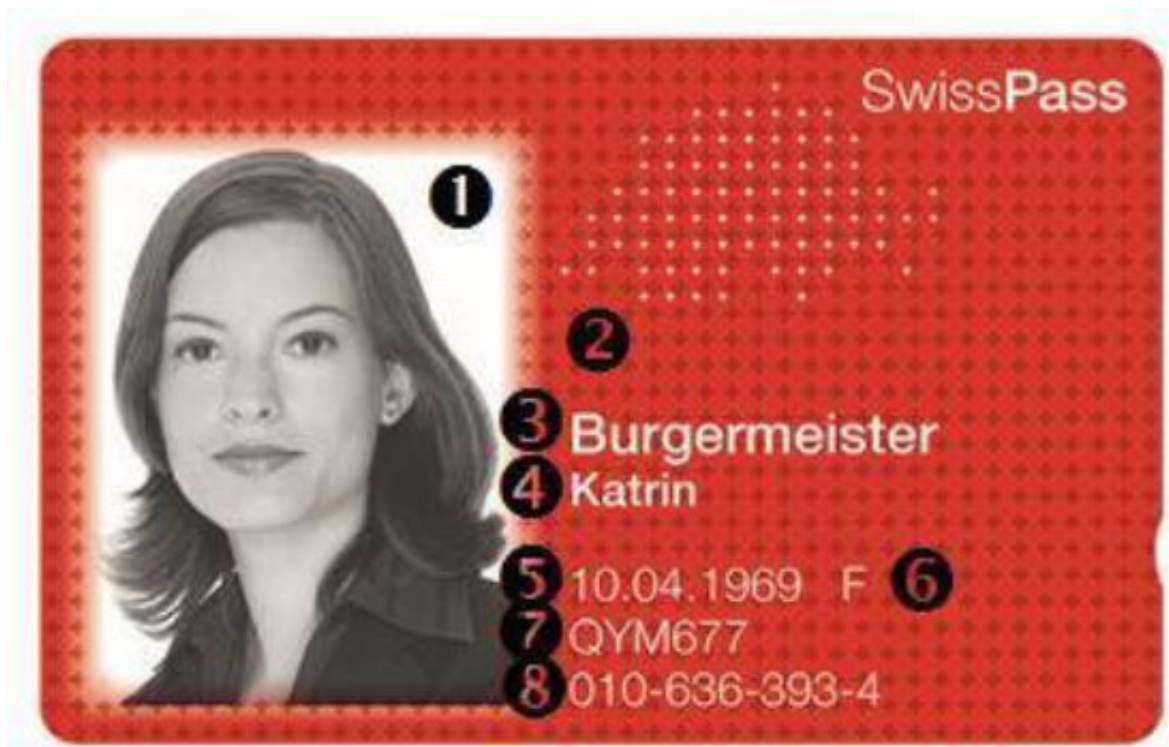 SwissPass
1
2
3 Burgermeister
4 Katrin
5 10.04.1969 F 6
7 QYM677
8 010-636-393-4